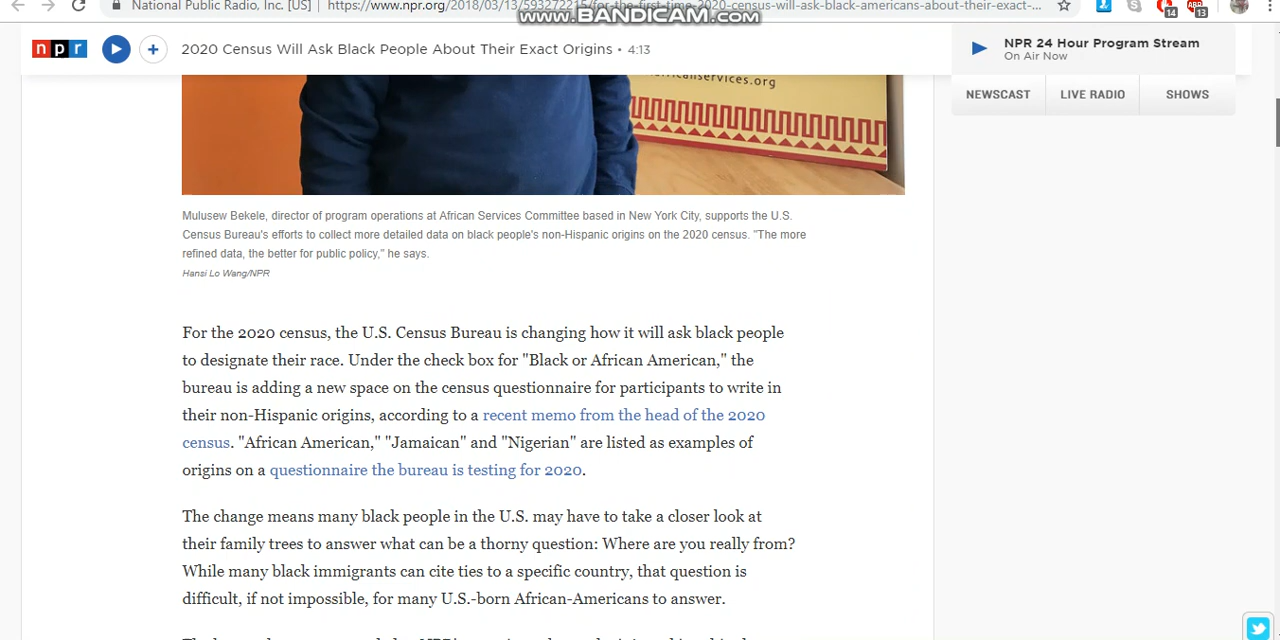 National Public Radio, Inc. [US]
https://www.npr.org/2018/03/13/593272215/for-the-first-time-2020-census-will-ask-black-americans-about-their-exact-...
www.BANDICAM.com
14
13
npr
2020 Census Will Ask Black People About Their Exact Origins • 4:13
NPR 24 Hour Program Stream
On Air Now
NEWSCAST
LIVE RADIO
SHOWS
africanservices.org
Mulusew Bekele, director of program operations at African Services Committee based in New York City, supports the U.S.
Census Bureau's efforts to collect more detailed data on black people's non-Hispanic origins on the 2020 census. "The more
refined data, the better for public policy," he says.
Hansi Lo Wang/NPR
For the 2020 census, the U.S. Census Bureau is changing how it will ask black people
to designate their race. Under the check box for "Black or African American," the
bureau is adding a new space on the census questionnaire for participants to write in
their non-Hispanic origins, according to a recent memo from the head of the 2020
census. "African American," "Jamaican" and "Nigerian" are listed as examples of
origins on a questionnaire the bureau is testing for 2020.
The change means many black people in the U.S. may have to take a closer look at
their family trees to answer what can be a thorny question: Where are you really from?
While many black immigrants can cite ties to a specific country, that question is
difficult, if not impossible, for many U.S.-born African-Americans to answer.